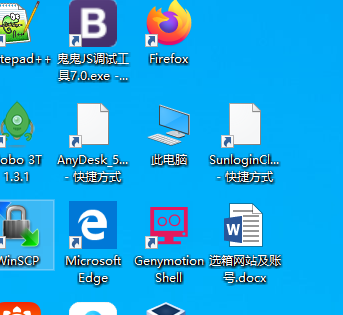 tepad++
鬼鬼JS调试工
具7.0.exe -...
Firefox
obo 3T
1.3.1
AnyDesk_5...
- 快捷方式
此电脑
SunloginCl...
- 快捷方式
WinSCP
Microsoft
Edge
Genymotion
Shell
选箱网站及账
号.docx